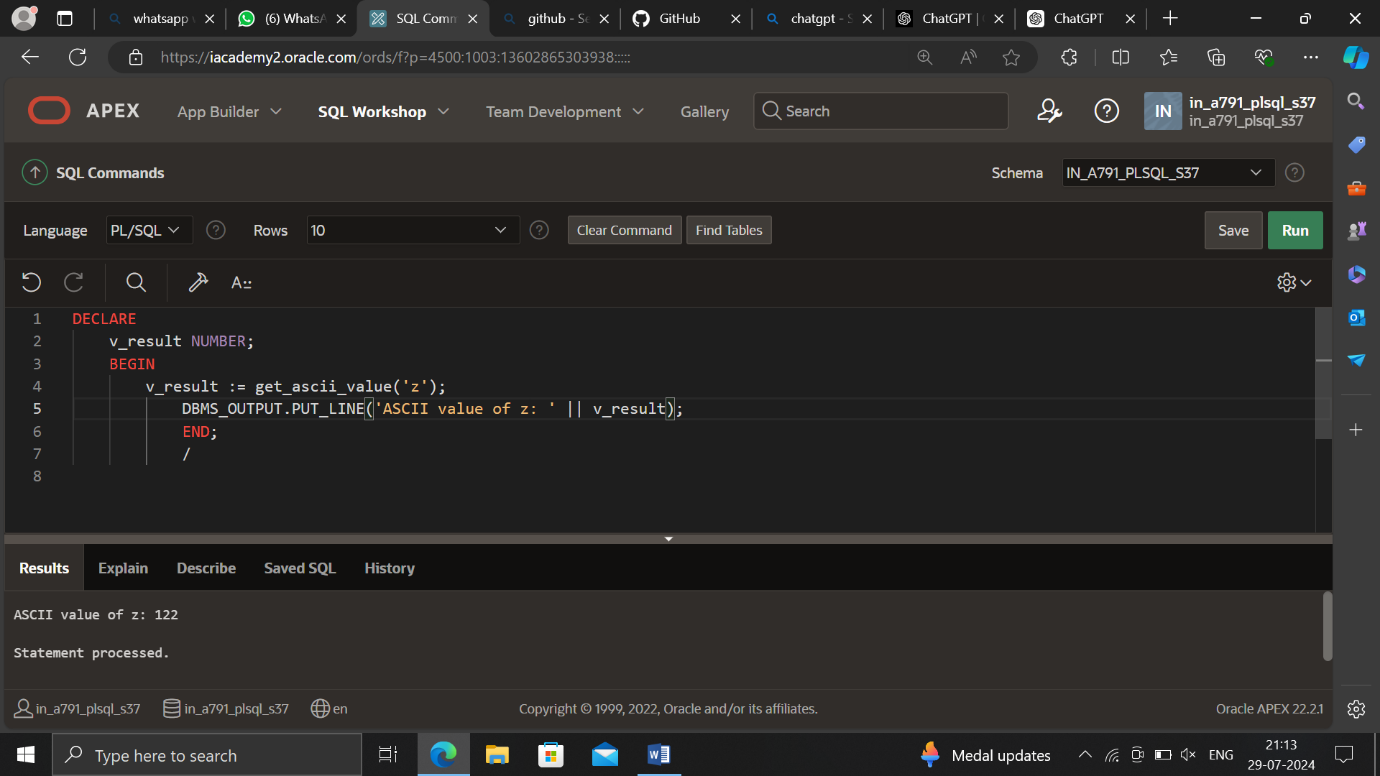 whatsapp w
(6) WhatsA
SQL Comm
github - Se
GitHub
chatgpt - S
ChatGPT | 
ChatGPT
https://iacademy2.oracle.com/ords/f?p=4500:1003:13602865303938:::::
APEX
App Builder
SQL Workshop
Team Development
Gallery
Search
IN
in_a791_plsql_s37
in_a791_plsql_s37
SQL Commands
Schema
IN_A791_PLSQL_S37
Language
PL/SQL
Rows
10
Clear Command
Find Tables
Save
Run
A::
1 DECLARE
2 v_result NUMBER;
3 BEGIN
4 v_result := get_ascii_value('z');
5 DBMS_OUTPUT.PUT_LINE('ASCII value of z: ' || v_result);
6 END;
7 /
8
Results
Explain
Describe
Saved SQL
History
ASCII value of z: 122
Statement processed.
in_a791_plsql_s37
in_a791_plsql_s37
en
Copyright © 1999, 2022, Oracle and/or its affiliates.
Oracle APEX 22.2.1
Type here to search
Medal updates
ENG
21:13
29-07-2024